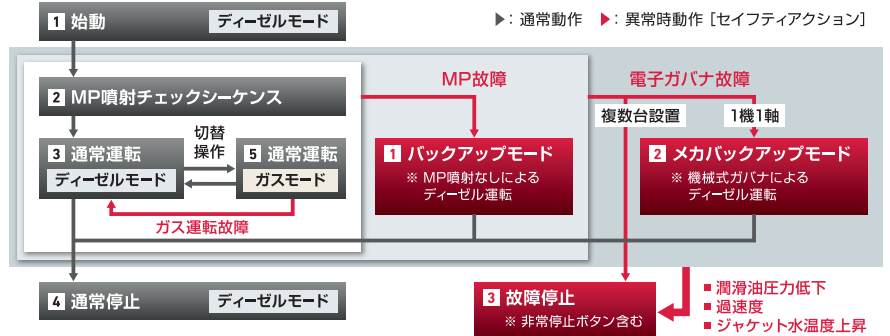 1 始動 ディーゼルモード
▶: 通常動作 ▶: 異常時動作 [セイフティアクション]
2 MP噴射チェックシーケンス
MP故障
電子ガバナ故障
複数台設置
1機1軸
3 通常運転
ディーゼルモード
切替
操作
5 通常運転
ガスモード
ガス運転故障
1 バックアップモード
※ MP噴射なしによる
ディーゼル運転
2 メカバックアップモード
※ 機械式ガバナによる
ディーゼル運転
4 通常停止 ディーゼルモード
3 故障停止
※ 非常停止ボタン含む
■ 潤滑油圧力低下
■ 過速度
■ ジャケット水温度上昇